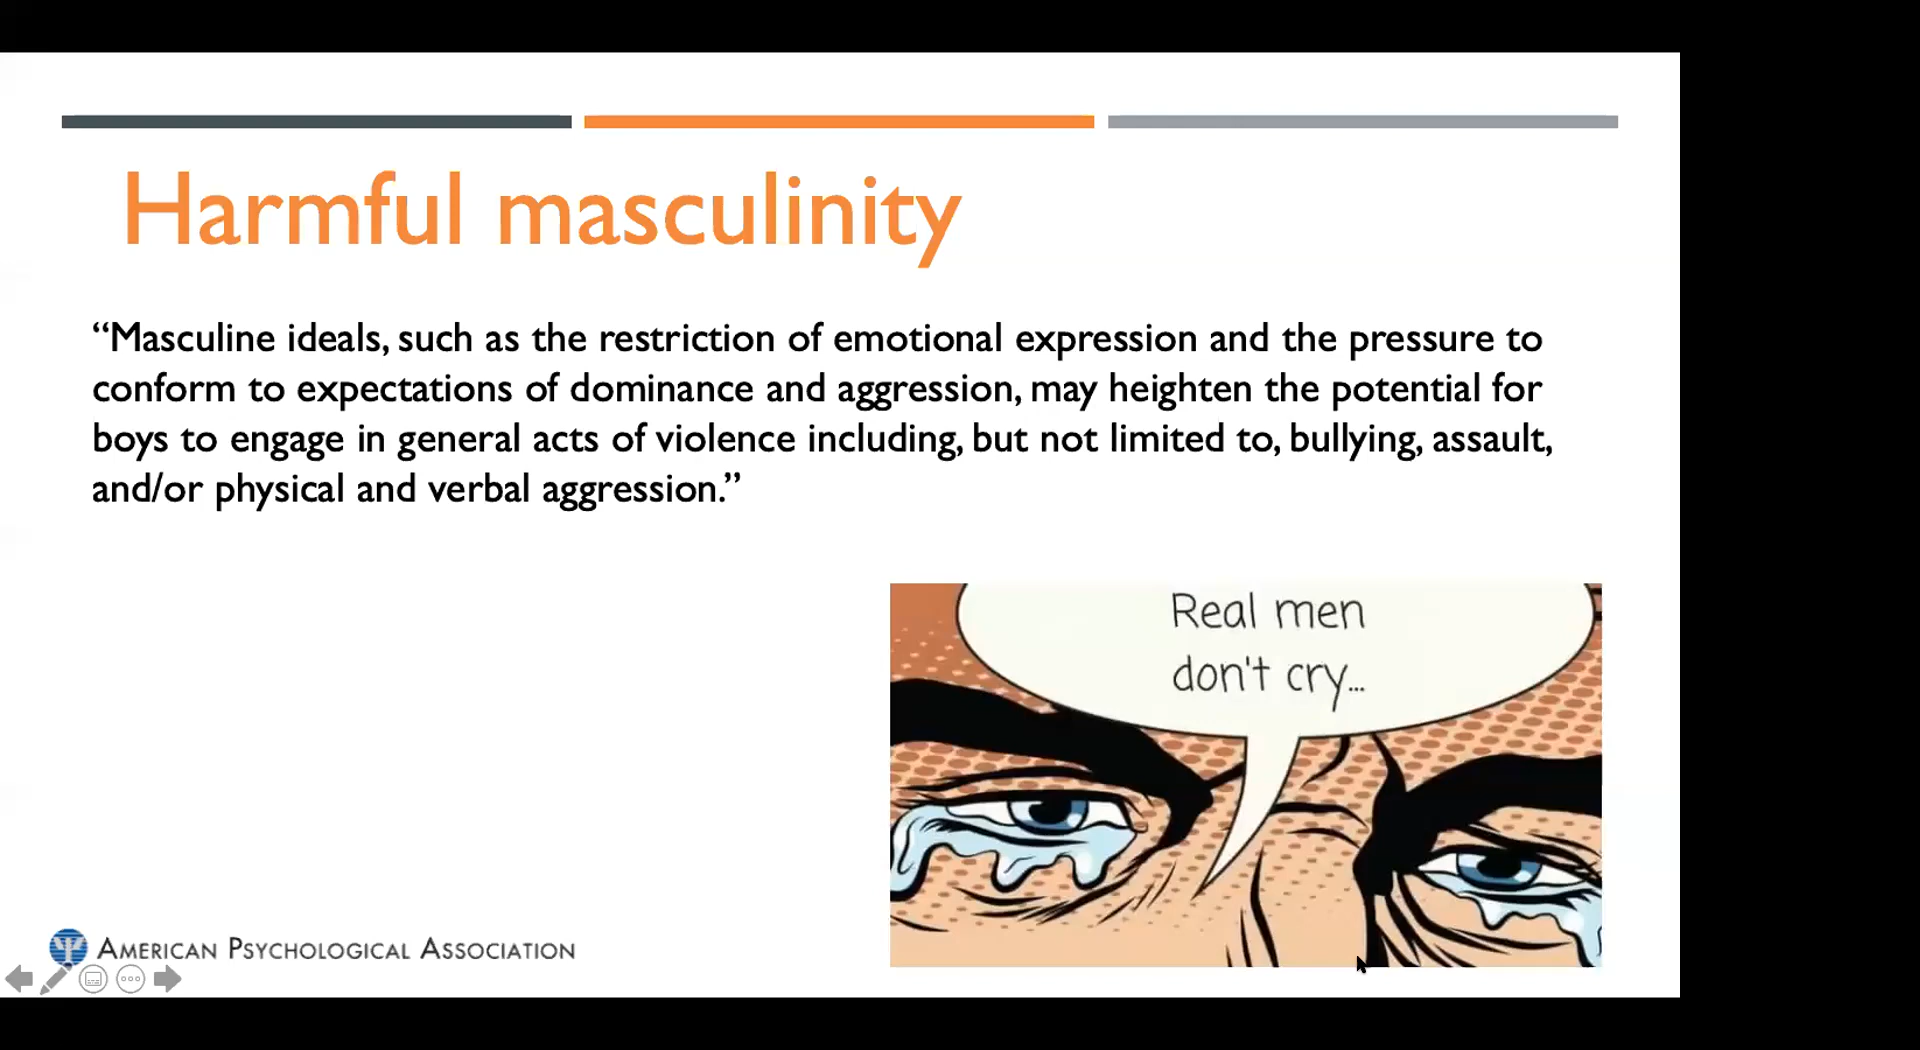 Harmful masculinity
“Masculine ideals, such as the restriction of emotional expression and the pressure to
conform to expectations of dominance and aggression, may heighten the potential for
boys to engage in general acts of violence including, but not limited to, bullying, assault,
and/or physical and verbal aggression.”
Real men
don't cry...
AMERICAN PSYCHOLOGICAL ASSOCIATION